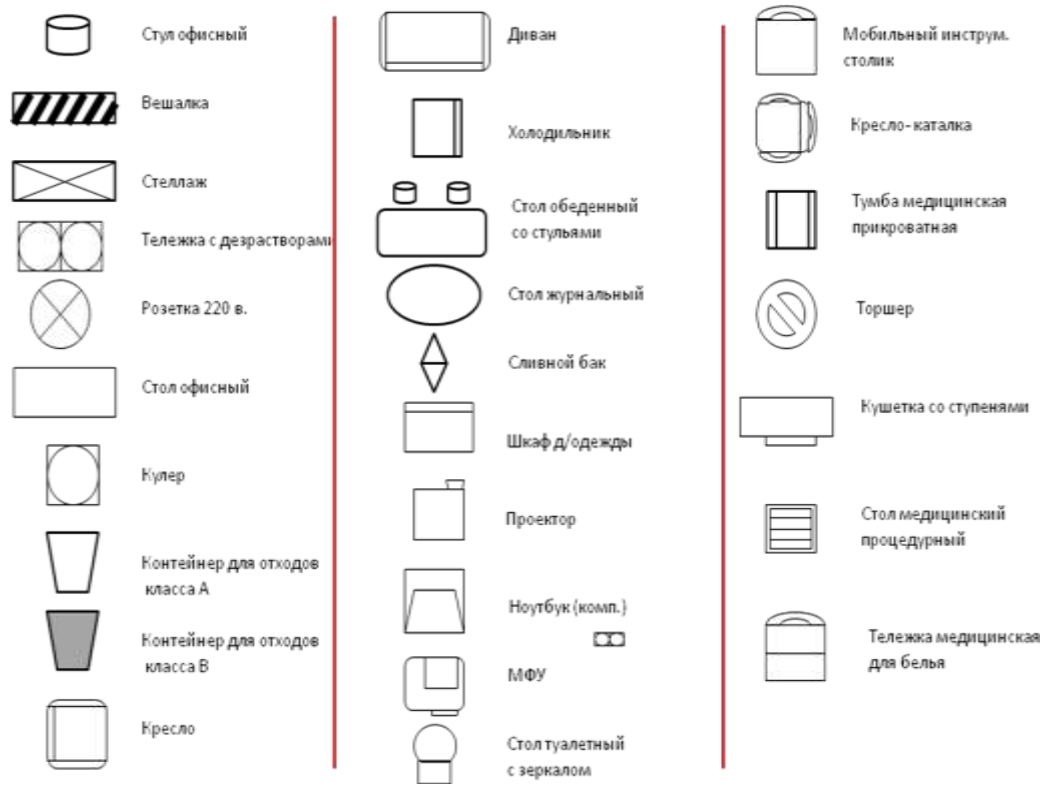 Стул офисный
Вешалка
Стеллаж
Тележка с дезрастворами
Розетка 220 в.
Стол офисный
Кулер
Контейнер для отходов
класса А
Контейнер для отходов
класса В
Кресло
Диван
Холодильник
Стол обеденный
со стульями
Стол журнальный
Сливной бак
Шкаф д/одежды
Проектор
Ноутбук (комп.)
МФУ
Стол туалетный
с зеркалом
Мобильный инструм.
столик
Кресло-каталка
Тумба медицинская
прикроватная
Торшер
Кушетка со ступенями
Стол медицинский
процедурный
Тележка медицинская
для белья